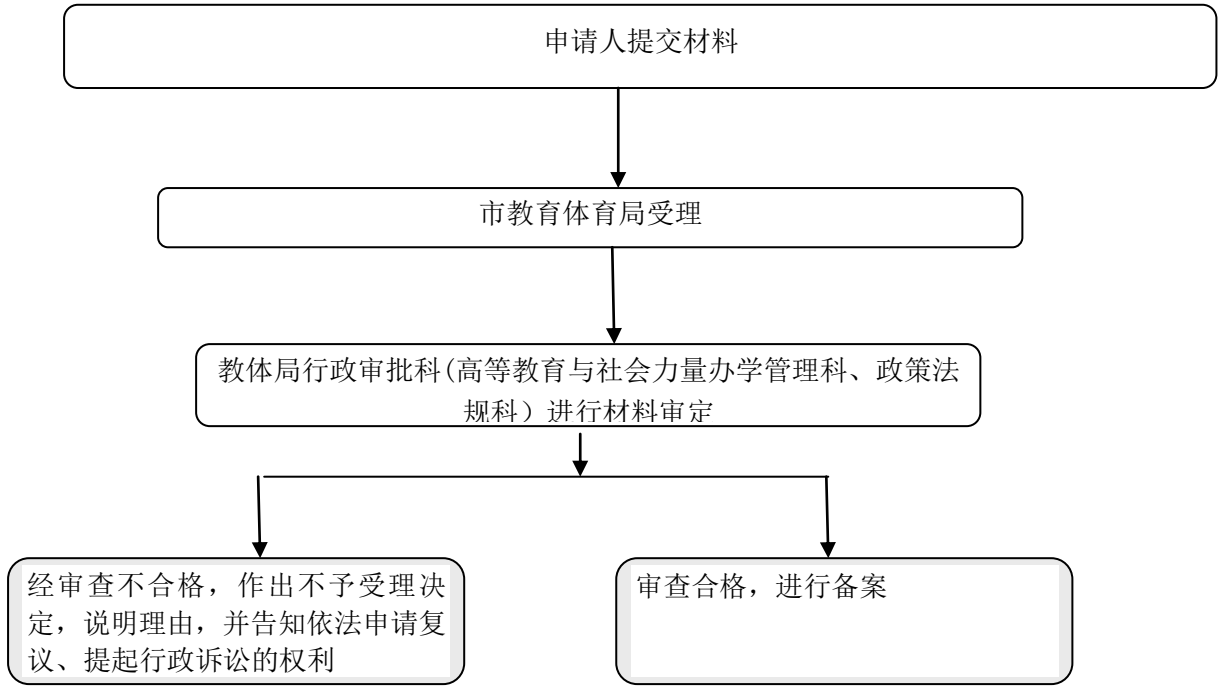 申请人提交材料
市教育体育局受理
教体局行政审批科(高等教育与社会力量办学管理科、政策法
规科）进行材料审定
经审查不合格，作出不予受理决
定，说明理由，并告知依法申请复
议、提起行政诉讼的权利
审查合格，进行备案